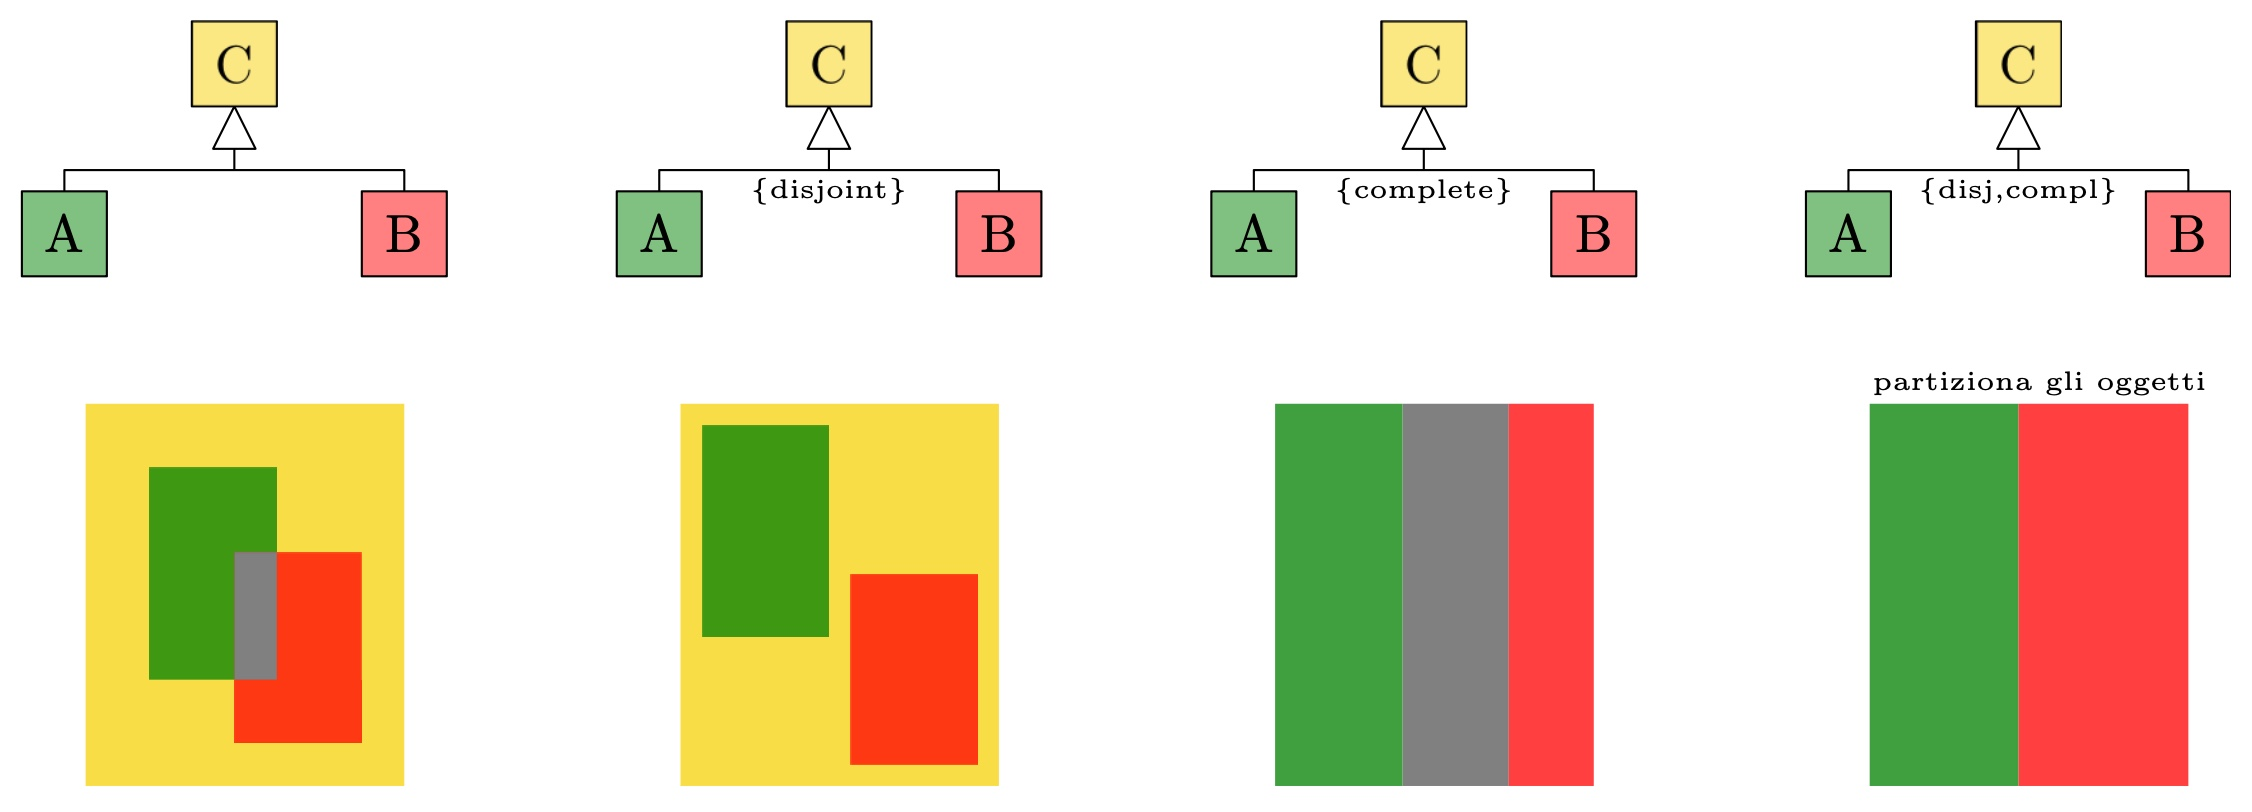 C
A
B
C
{disjoint}
A
B
C
{complete}
A
B
C
{disj,compl}
A
B
partiziona gli oggetti